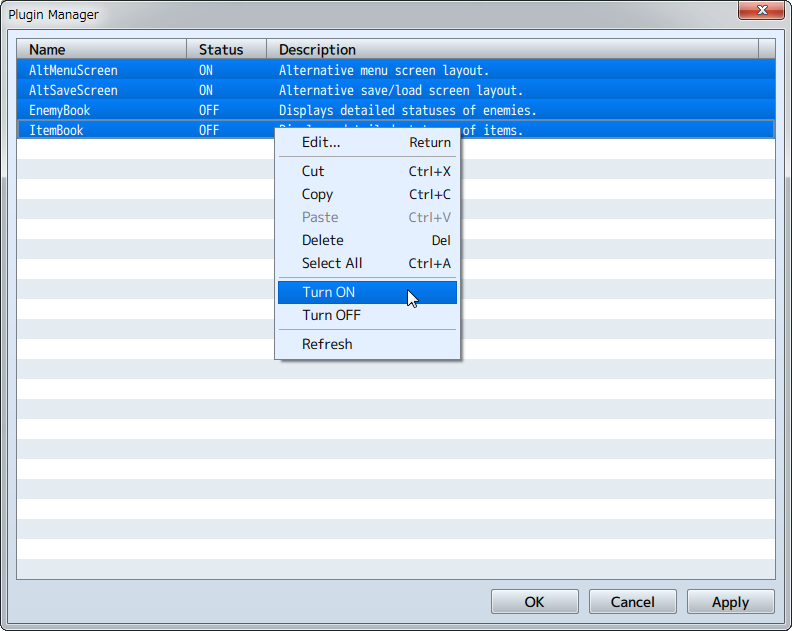 Plugin Manager
Name Status Description
AltMenuScreen ON Alternative menu screen layout.
AltSaveScreen ON Alternative save/load screen layout.
EnemyBook OFF Displays detailed statuses of enemies.
ItemBook OFF of items.
Edit... Return
Cut Ctrl+X
Copy Ctrl+C
Paste Ctrl+V
Delete Del
Select All Ctrl+A
Turn ON
Turn OFF
Refresh
OK Cancel Apply